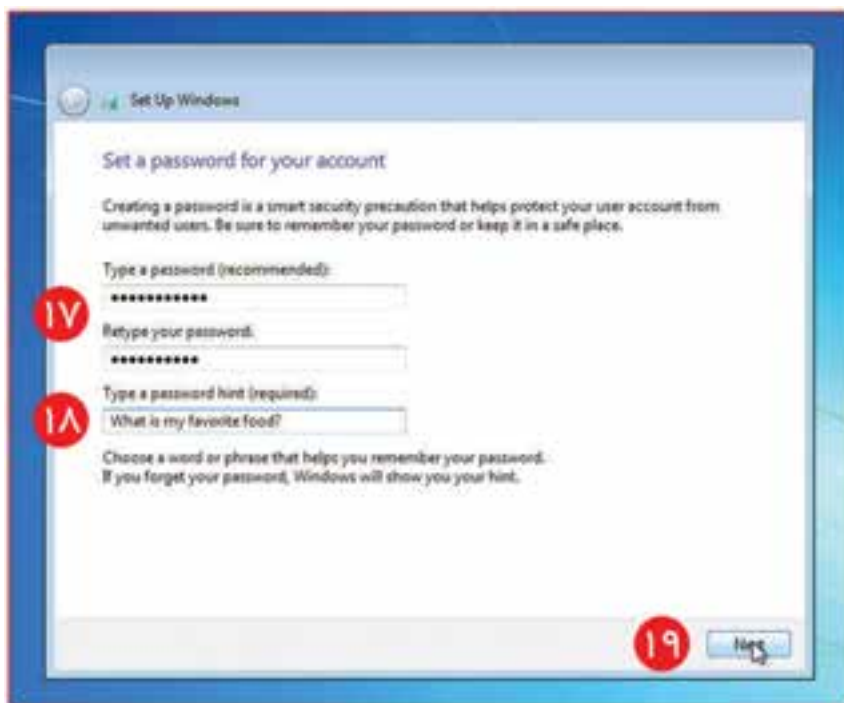 Set Up Windows
Set a password for your account
Creating a password is a smart security precaution that helps protect your user account from
unwanted users. Be sure to remember your password or keep it in a safe place.
Type a password (recommended):
۱۷
•••••••••••
Retype your password:
••••••••••
Type a password hint (required):
۱۸
What is my favorite food?
Choose a word or phrase that helps you remember your password.
If you forget your password, Windows will show you your hint.
۱۹
Next